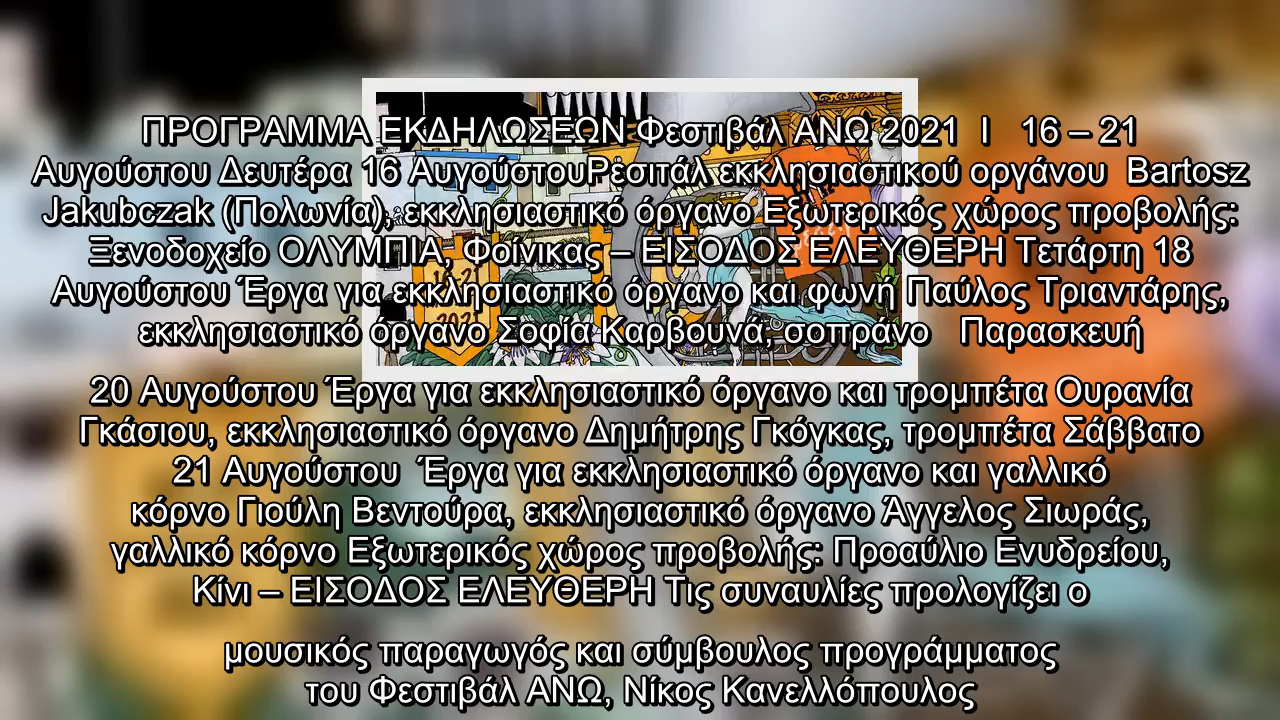 ΠΡΟΓΡΑΜΜΑ ΕΚΔΗΛΩΣΕΩΝ Φεστιβάλ ΑΝΩ 2021 Ι 16 – 21
Αυγούστου Δευτέρα 16 ΑυγούστουΡεσιτάλ εκκλησιαστικού οργάνου Bartosz
Jakubczak (Πολωνία), εκκλησιαστικό όργανο Εξωτερικός χώρος προβολής:
Ξενοδοχείο ΟΛΥΜΠΙΑ, Φοίνικας – ΕΙΣΟΔΟΣ ΕΛΕΥΘΕΡΗ Τετάρτη 18
Αυγούστου Έργα για εκκλησιαστικό όργανο και φωνή Παύλος Τριαντάρης,
εκκλησιαστικό όργανο Σοφία Καρβουνά, σοπράνο Παρασκευή
20 Αυγούστου Έργα για εκκλησιαστικό όργανο και τρομπέτα Ουρανία
Γκάσιου, εκκλησιαστικό όργανο Δημήτρης Γκόγκας, τρομπέτα Σάββατο
21 Αυγούστου Έργα για εκκλησιαστικό όργανο και γαλλικό
κόρνο Γιούλη Βεντούρα, εκκλησιαστικό όργανο Άγγελος Σιωράς,
γαλλικό κόρνο Εξωτερικός χώρος προβολής: Προαύλιο Ενυδρείου,
Κίνι – ΕΙΣΟΔΟΣ ΕΛΕΥΘΕΡΗ Τις συναυλίες προλογίζει ο
μουσικός παραγωγός και σύμβουλος προγράμματος
του Φεστιβάλ ΑΝΩ, Νίκος Κανελλόπουλος
16-21
2021